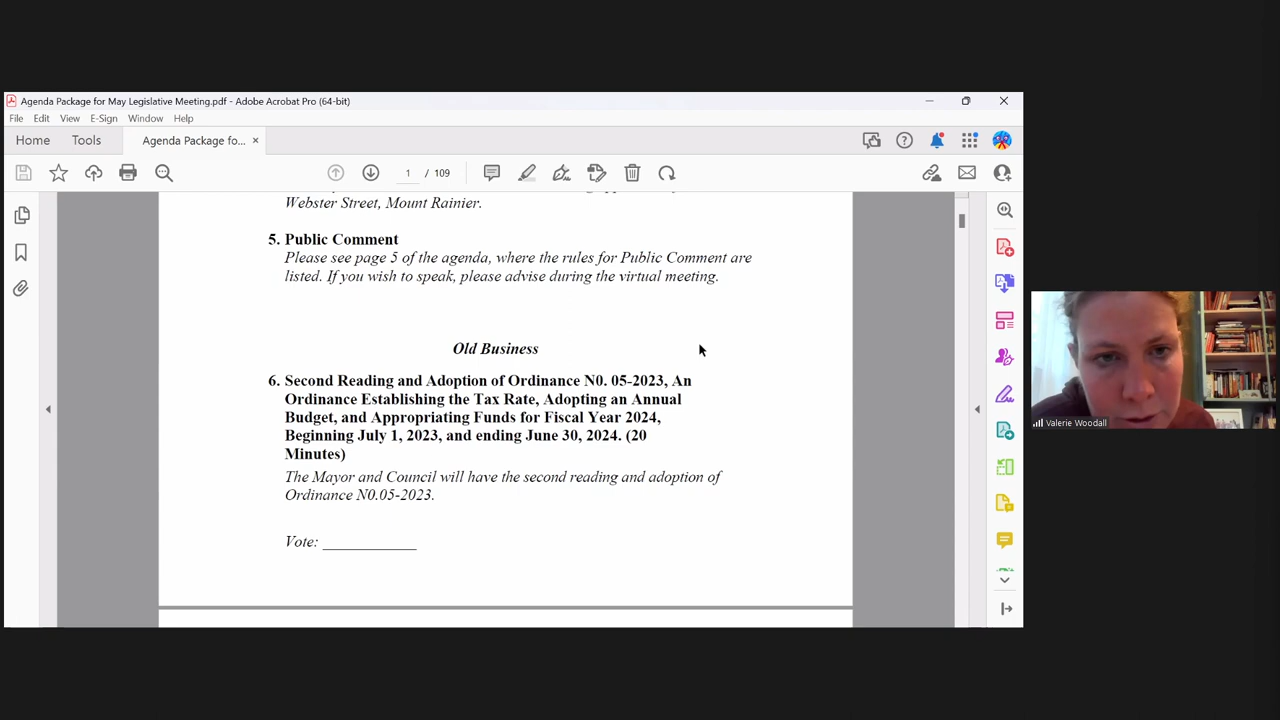 Agenda Package for May Legislative Meeting.pdf - Adobe Acrobat Pro (64-bit)
File Edit View E-Sign Window Help
Home Tools Agenda Package fo... ×
1 / 109
Webster Street, Mount Rainier.
5. Public Comment
Please see page 5 of the agenda, where the rules for Public Comment are
listed. If you wish to speak, please advise during the virtual meeting.
Old Business
6. Second Reading and Adoption of Ordinance N0. 05-2023, An
Ordinance Establishing the Tax Rate, Adopting an Annual
Budget, and Appropriating Funds for Fiscal Year 2024,
Beginning July 1, 2023, and ending June 30, 2024. (20
Minutes)
The Mayor and Council will have the second reading and adoption of
Ordinance N0.05-2023.
Vote: ____________
Valerie Woodall